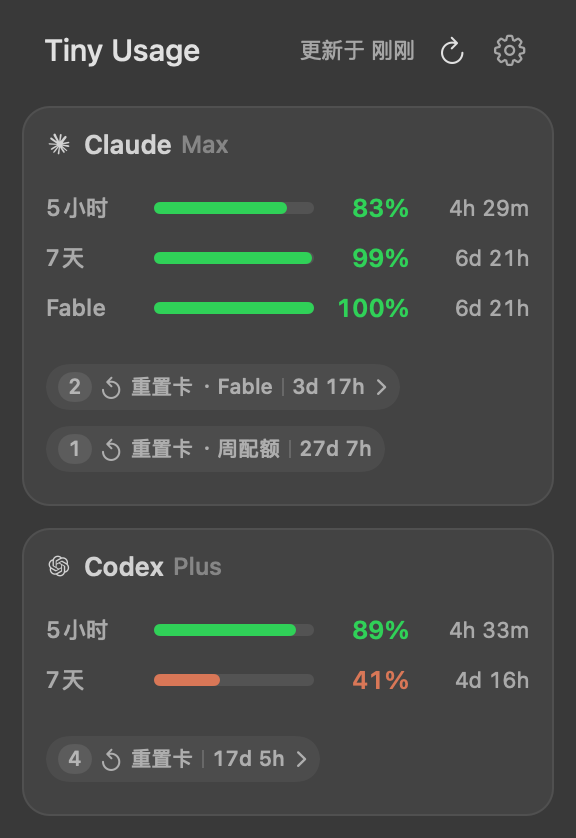 Tiny Usage 更新于 刚刚
Claude Max
5小时 83% 4h 29m
7天 99% 6d 21h
Fable 100% 6d 21h
2 重置卡 · Fable | 3d 17h >
1 重置卡 · 周配额 | 27d 7h
Codex Plus
5小时 89% 4h 33m
7天 41% 4d 16h
4 重置卡 | 17d 5h >